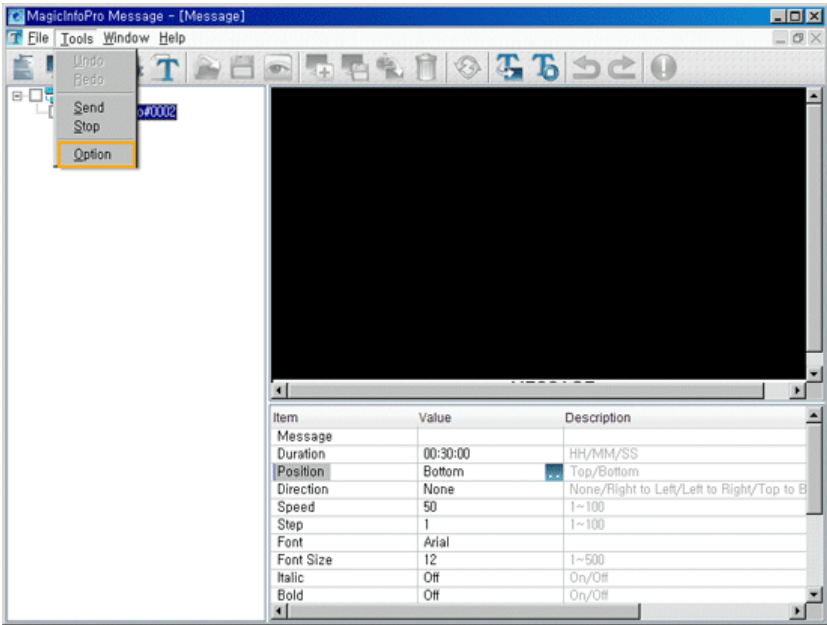 MagicInfoPro Message - [Message]
File Tools Window Help
Undo
Redo
Send
Stop
Option
o#0002
Item Value Description
Message
Duration 00:30:00 HH/MM/SS
Position Bottom .. Top/Bottom
Direction None None/Right to Left/Left to Right/Top to B
Speed 50 1~100
Step 1 1~100
Font Arial
Font Size 12 1~500
Italic Off On/Off
Bold Off On/Off